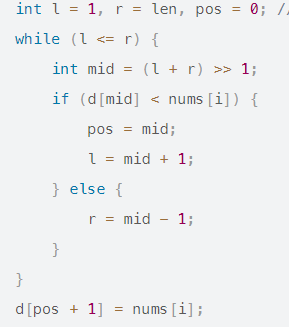 int l = 1, r = len, pos = 0; //
while (l <= r) {
    int mid = (l + r) >> 1;
    if (d[mid] < nums[i]) {
        pos = mid;
        l = mid + 1;
    } else {
        r = mid - 1;
    }
}
d[pos + 1] = nums[i];